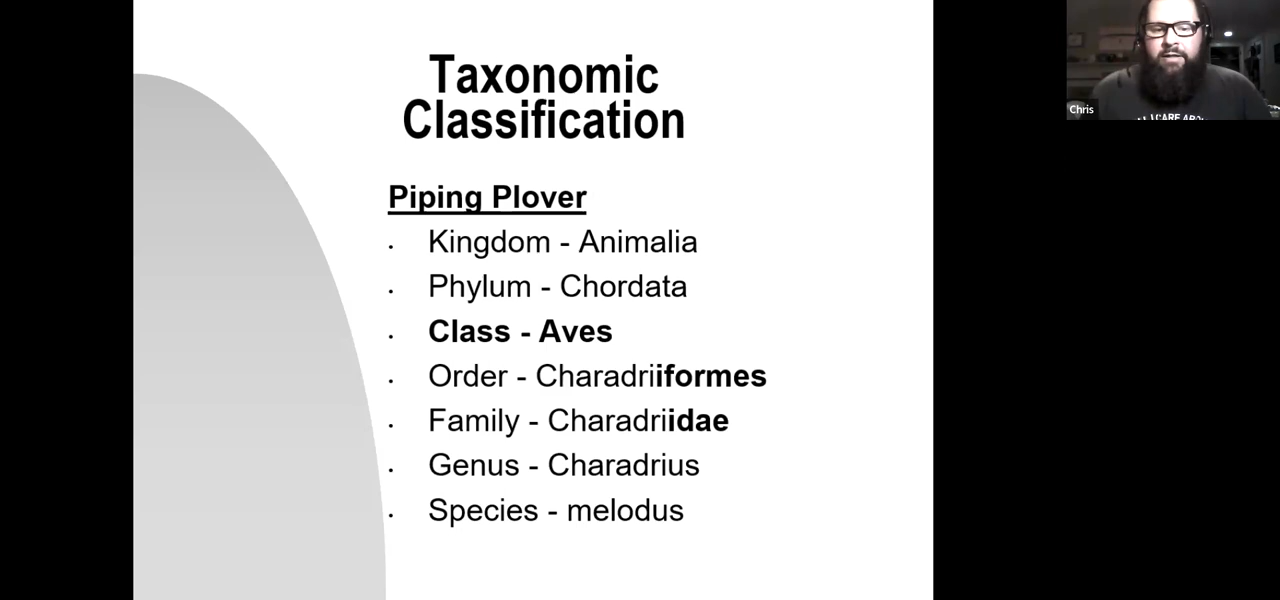 Taxonomic
Classification
Piping Plover
· Kingdom - Animalia
· Phylum - Chordata
· Class - Aves
· Order - Charadriiformes
· Family - Charadriidae
· Genus - Charadrius
· Species - melodus
Chris
I CARE